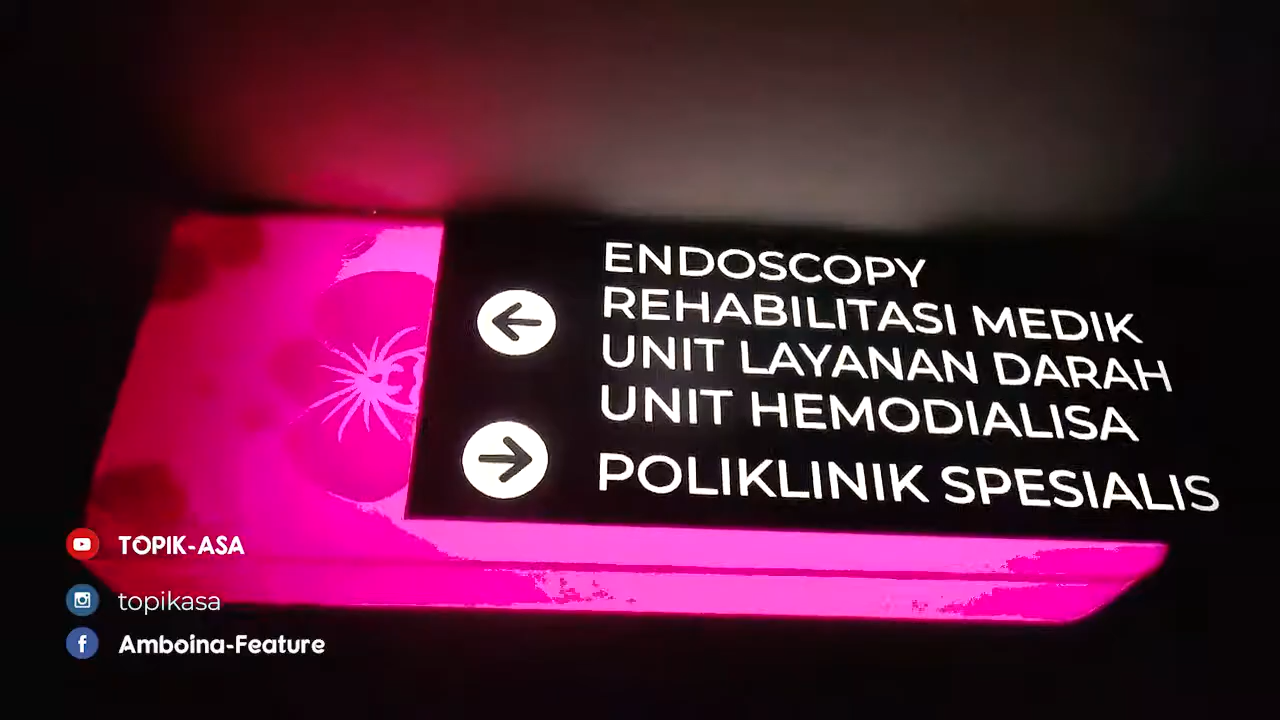 ENDOSCOPY
REHABILITASI MEDIK
UNIT LAYANAN DARAH
UNIT HEMODIALISA
POLIKLINIK SPESIALIS
TOPIK-ASA
topikasa
Amboina-Feature